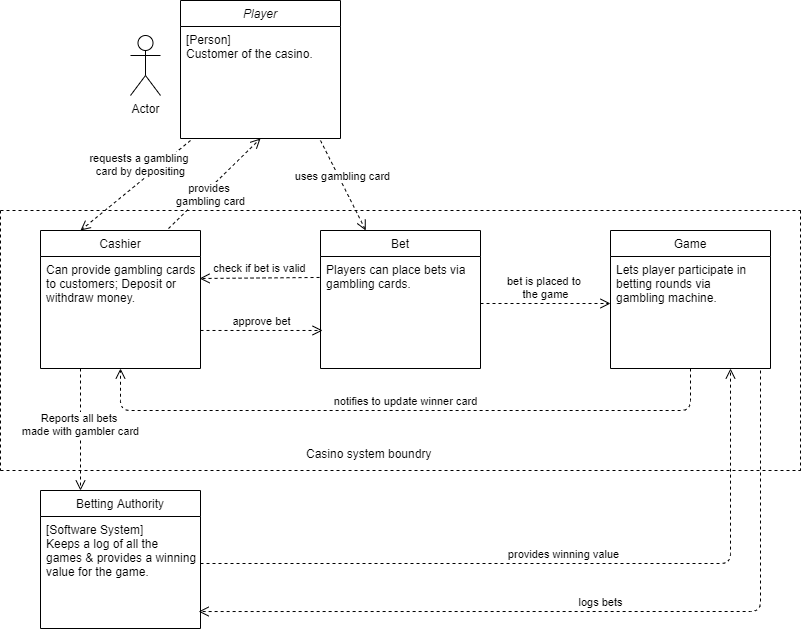 Player
[Person]
Customer of the casino.
Actor
requests a gambling
card by depositing
provides
gambling card
uses gambling card
Cashier
Can provide gambling cards
to customers; Deposit or
withdraw money.
check if bet is valid
approve bet
Bet
Players can place bets via
gambling cards.
bet is placed to
the game
Game
Lets player participate in
betting rounds via
gambling machine.
notifies to update winner card
Reports all bets
made with gambler card
Casino system boundry
Betting Authority
[Software System]
Keeps a log of all the
games & provides a winning
value for the game.
provides winning value
logs bets